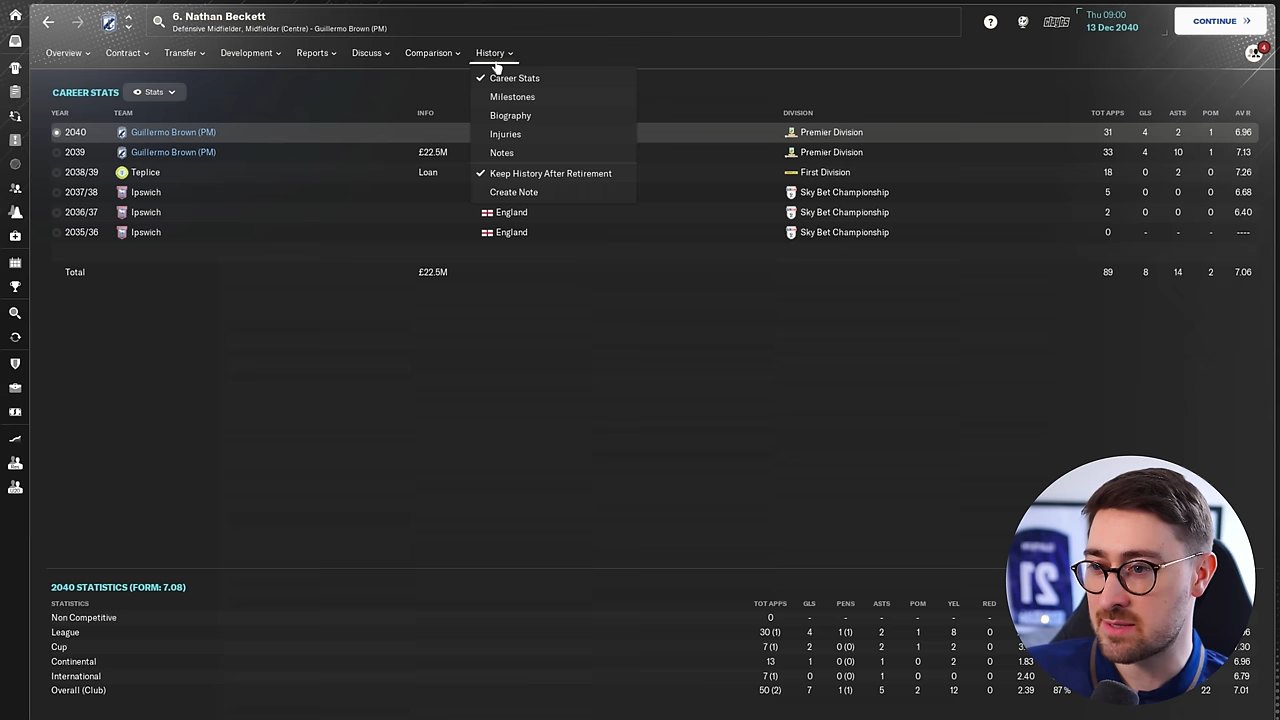 6. Nathan Beckett
Defensive Midfielder, Midfielder (Centre) - Guillermo Brown (PM)
Thu 09:00
13 Dec 2040
CONTINUE
4
Overview Contract Transfer Development Reports Discuss Comparison History
Career Stats
Milestones
Biography
Injuries
Notes
Keep History After Retirement
Create Note
CAREER STATS Stats
YEAR TEAM INFO DIVISION TOT APPS GLS ASTS POM AV R
2040 Guillermo Brown (PM) Premier Division 31 4 2 1 6.96
2039 Guillermo Brown (PM) £22.5M Premier Division 33 4 10 1 7.13
2038/39 Teplice Loan First Division 18 0 2 0 7.26
2037/38 Ipswich Sky Bet Championship 5 0 0 0 6.68
2036/37 Ipswich England Sky Bet Championship 2 0 0 0 6.40
2035/36 Ipswich England Sky Bet Championship 0 - - - ----
Total £22.5M 89 8 14 2 7.06
2040 STATISTICS (FORM: 7.08)
STATISTICS TOT APPS GLS PENS ASTS POM YEL RED
Non Competitive 0 - - - - - -
League 30 (1) 4 1 (1) 2 1 8 0
Cup 7 (1) 2 0 (0) 2 1 2 0
Continental 13 1 0 (0) 1 0 2 0 1.83 6.96
International 7 (1) 0 0 (0) 1 0 0 0 2.40 6.79
Overall (Club) 50 (2) 7 1 (1) 5 2 12 0 2.39 87 % 22 7.01
21